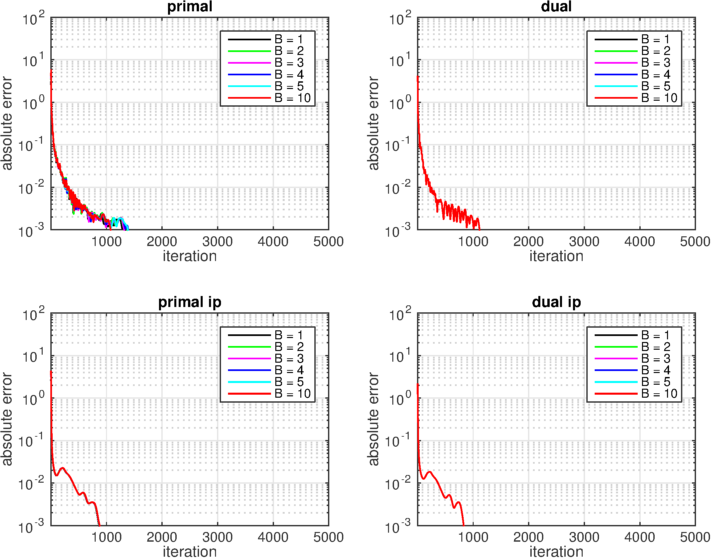 primal
10^2
10^1
10^0
10^-1
10^-2
10^-3
absolute error
1000 2000 3000 4000 5000
iteration
B = 1
B = 2
B = 3
B = 4
B = 5
B = 10
dual
10^2
10^1
10^0
10^-1
10^-2
10^-3
absolute error
0 1000 2000 3000 4000 5000
iteration
B = 1
B = 2
B = 3
B = 4
B = 5
B = 10
primal ip
10^2
10^1
10^0
10^-1
10^-2
10^-3
absolute error
1000 2000 3000 4000 5000
iteration
B = 1
B = 2
B = 3
B = 4
B = 5
B = 10
dual ip
10^2
10^1
10^0
10^-1
10^-2
10^-3
absolute error
0 1000 2000 3000 4000 5000
iteration
B = 1
B = 2
B = 3
B = 4
B = 5
B = 10